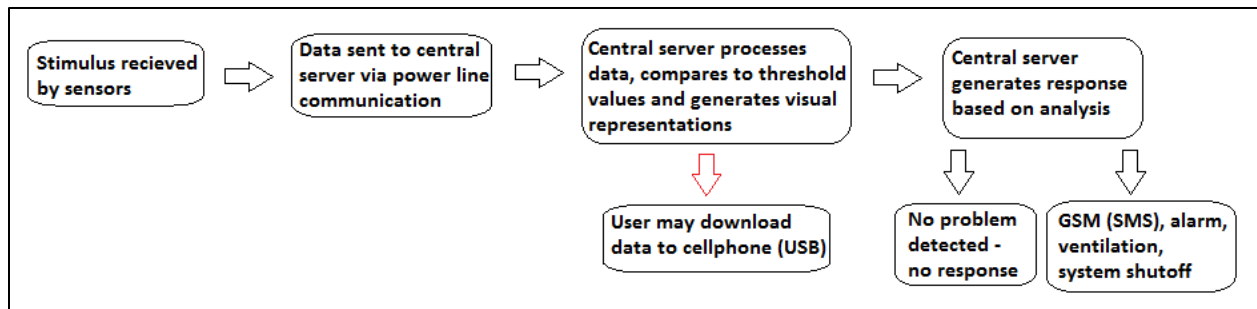 Stimulus recieved
by sensors
Data sent to central
server via power line
communication
Central server processes
data, compares to threshold
values and generates visual
representations
Central server
generates response
based on analysis
User may download
data to cellphone (USB)
No problem
detected -
no response
GSM (SMS), alarm,
ventilation,
system shutoff